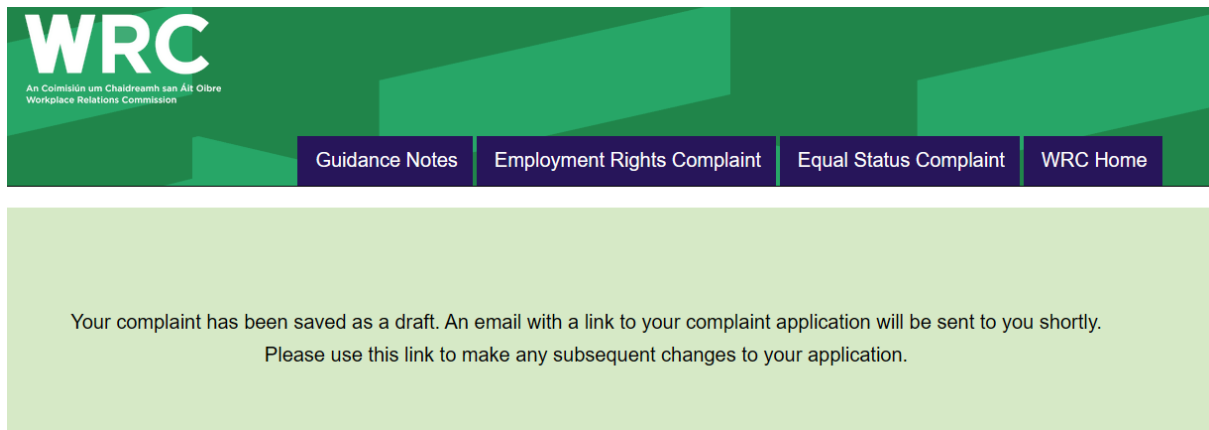 WRC
An Coimisiún um Chaidreamh san Áit Oibre
Workplace Relations Commission
Guidance Notes
Employment Rights Complaint
Equal Status Complaint
WRC Home
Your complaint has been saved as a draft. An email with a link to your complaint application will be sent to you shortly.
Please use this link to make any subsequent changes to your application.